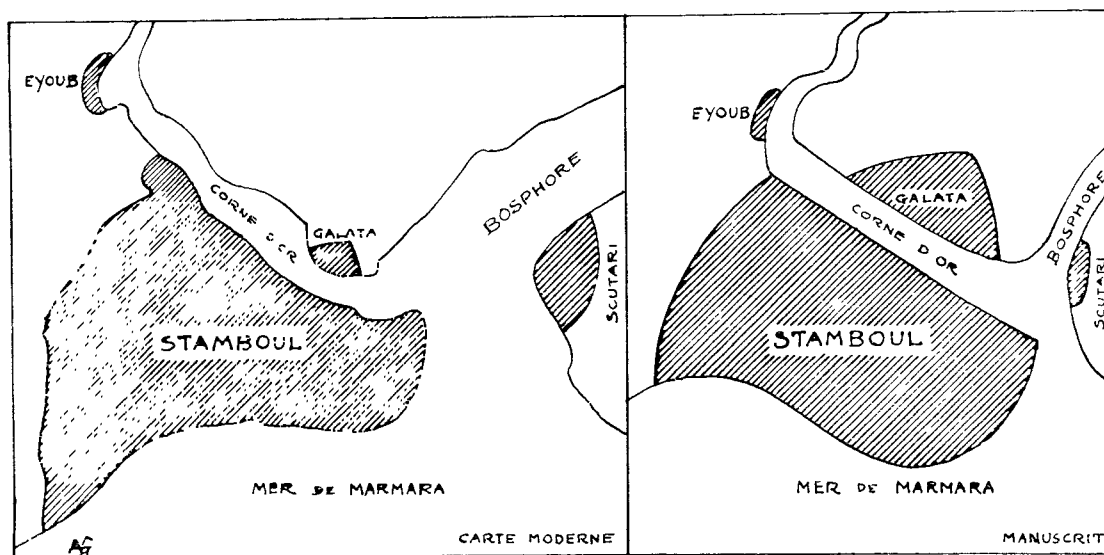 EYOUB
CORNE D'OR
GALATA
BOSPHORE
SCUTARI
STAMBOUL
MER DE MARMARA
CARTE MODERNE
EYOUB
GALATA
CORNE D'OR
BOSPHORE
SCUTARI
STAMBOUL
MER DE MARMARA
MANUSCRIT